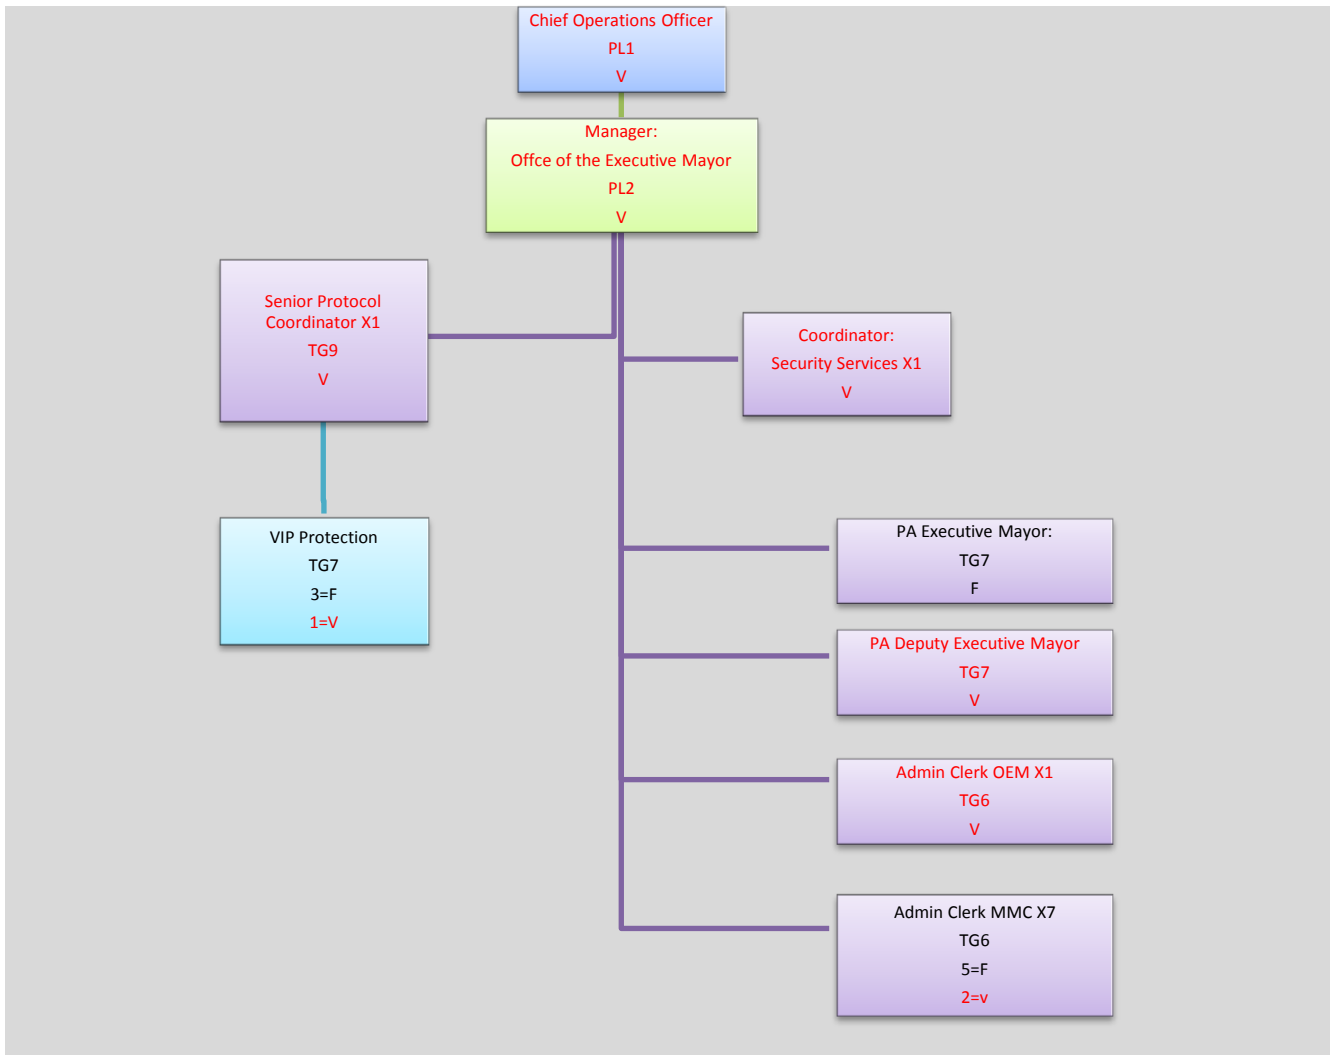 Chief Operations Officer
PL1
V
Manager:
Offce of the Executive Mayor
PL2
V
Senior Protocol
Coordinator X1
TG9
V
Coordinator:
Security Services X1
V
VIP Protection
TG7
3=F
1=V
PA Executive Mayor:
TG7
F
PA Deputy Executive Mayor
TG7
V
Admin Clerk OEM X1
TG6
V
Admin Clerk MMC X7
TG6
5=F
2=v